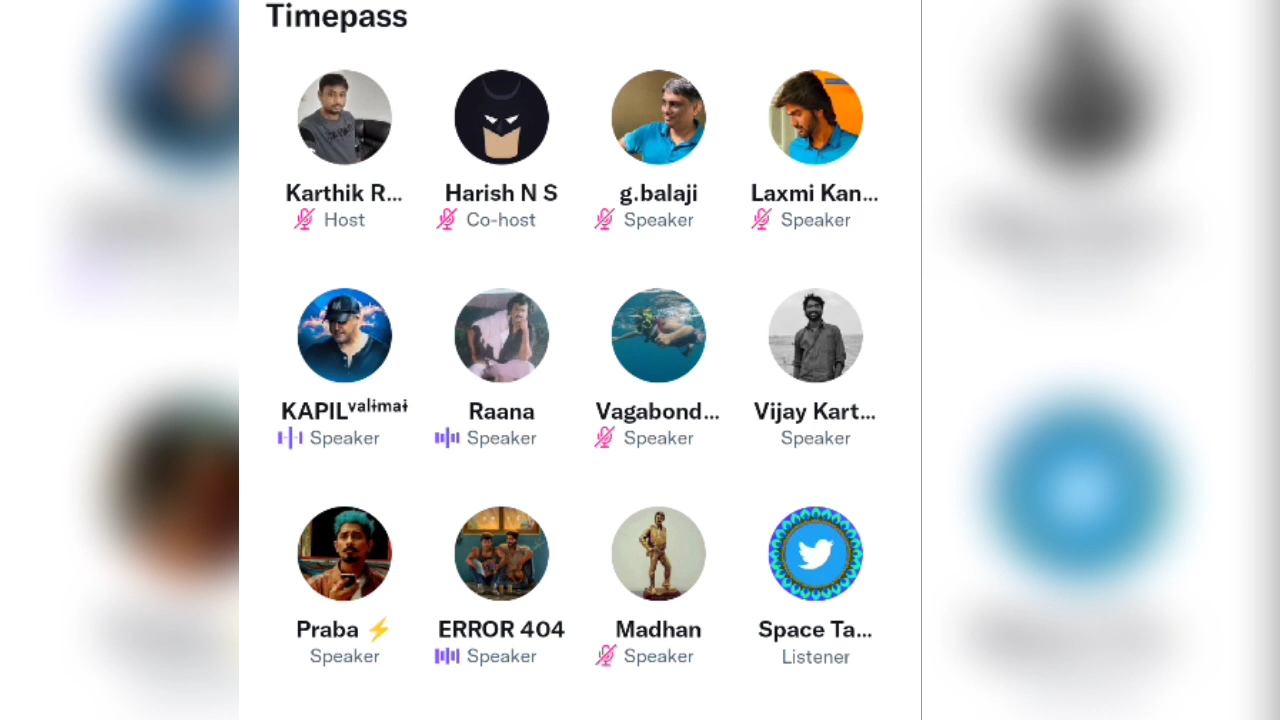 Timepass
Karthik R... Harish N S g.balaji Laxmi Kan...
Host Co-host Speaker Speaker
KAPILvalɨmaɨ Raana Vagabond... Vijay Kart...
Speaker Speaker Speaker Speaker
Praba ⚡ ERROR 404 Madhan Space Ta...
Speaker Speaker Speaker Listener